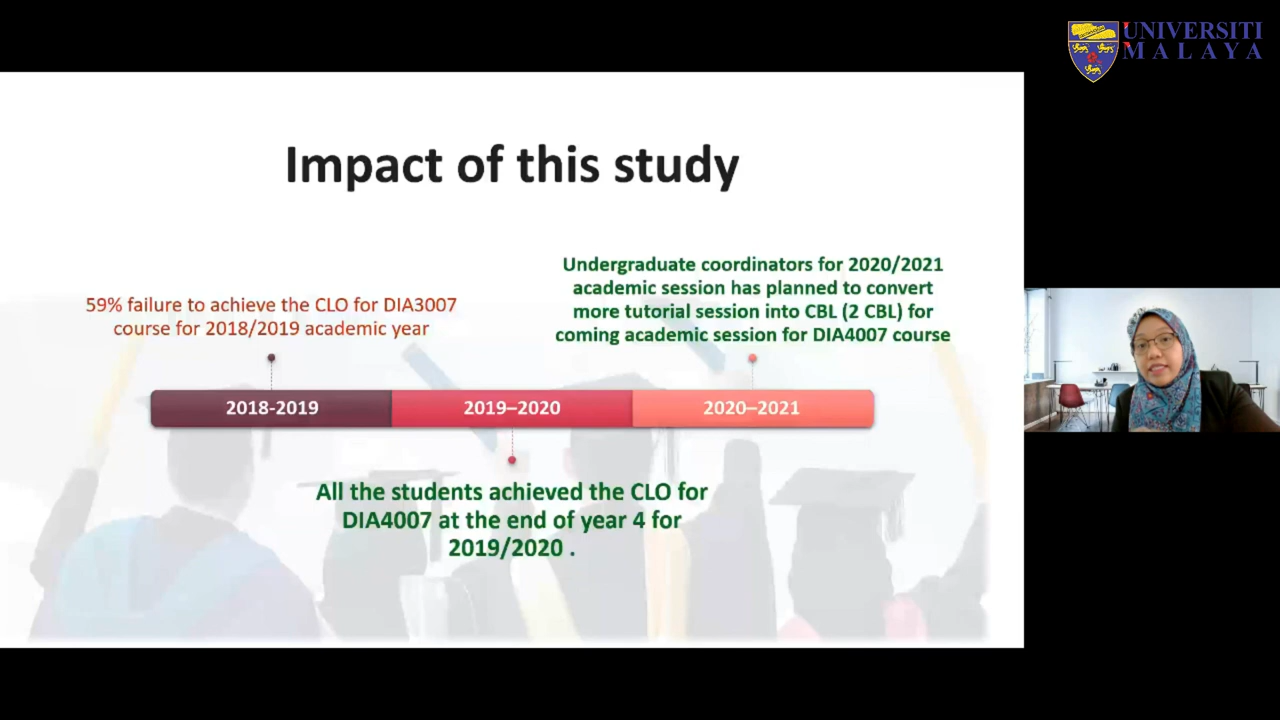 UNIVERSITI
MALAYA
Impact of this study
59% failure to achieve the CLO for DIA3007
course for 2018/2019 academic year
Undergraduate coordinators for 2020/2021
academic session has planned to convert
more tutorial session into CBL (2 CBL) for
coming academic session for DIA4007 course
2018-2019
2019–2020
2020–2021
All the students achieved the CLO for
DIA4007 at the end of year 4 for
2019/2020 .